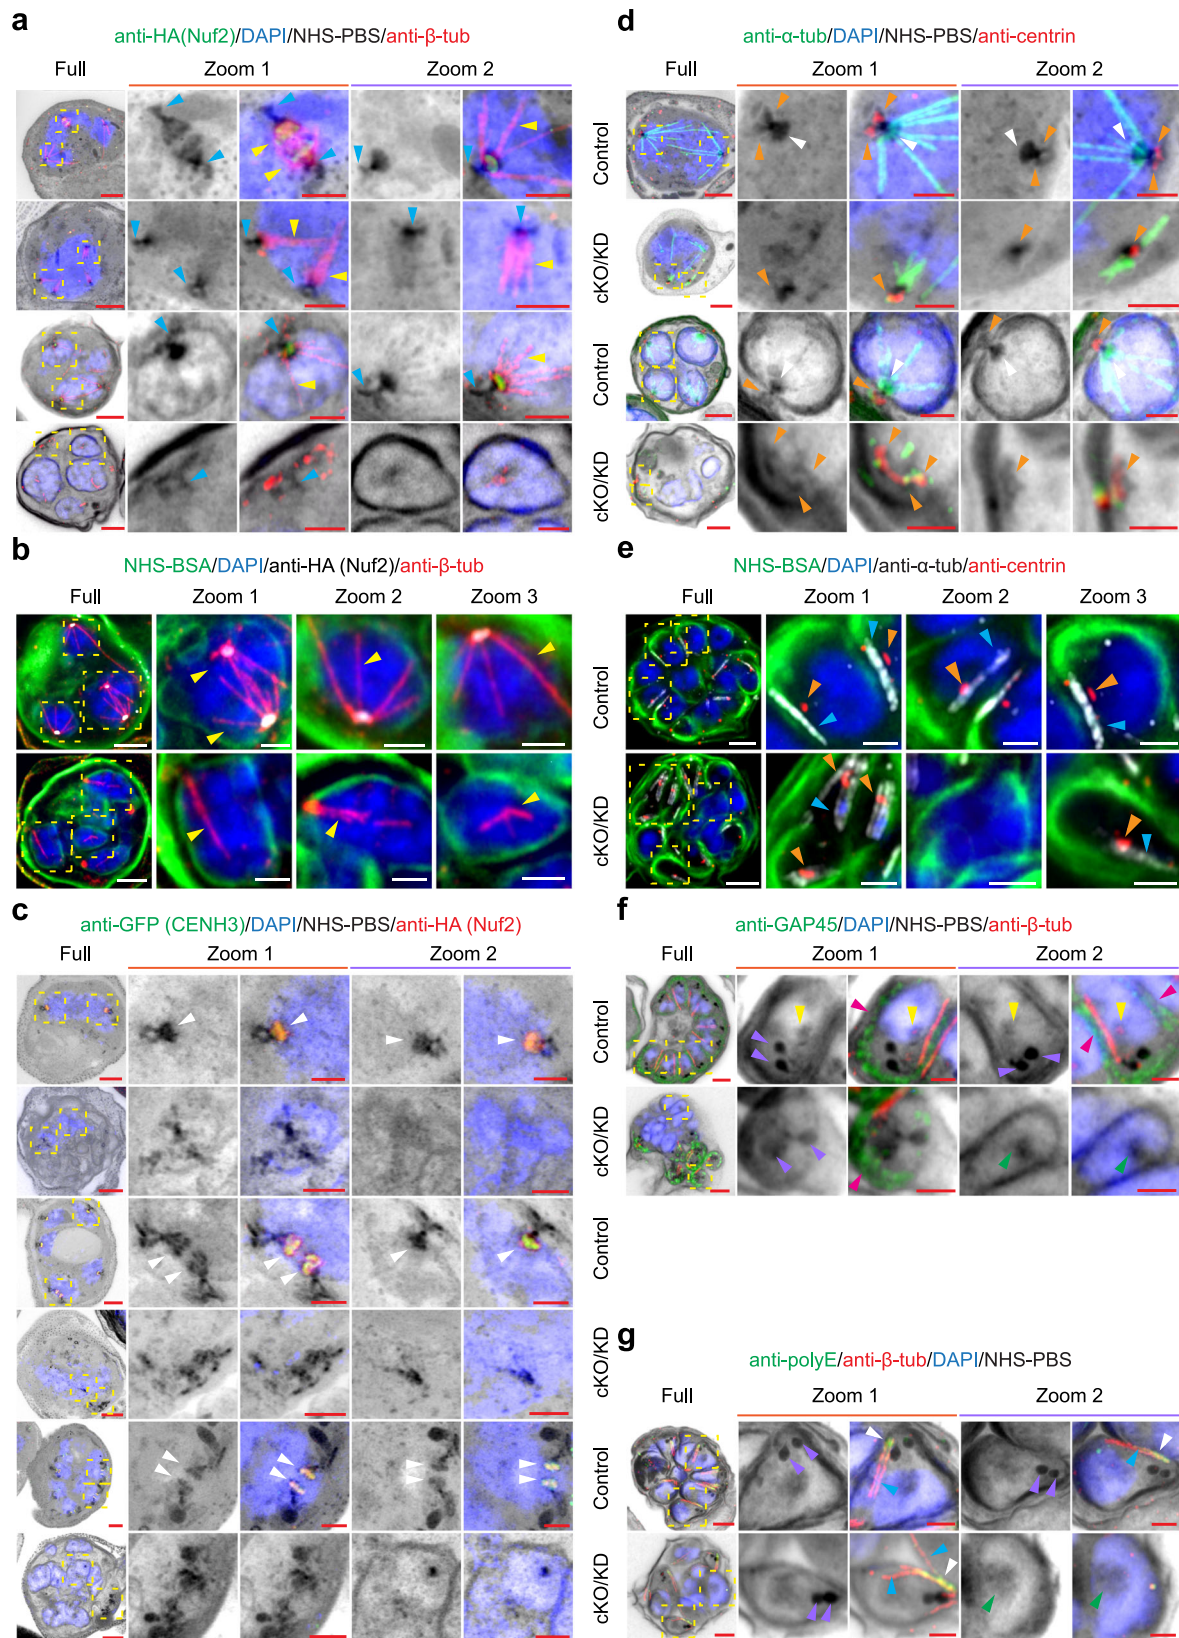 a
anti-HA(Nuf2)/DAPI/NHS-PBS/anti-β-tub
Full Zoom 1 Zoom 2
b
NHS-BSA/DAPI/anti-HA (Nuf2)/anti-β-tub
Full Zoom 1 Zoom 2 Zoom 3
c
anti-GFP (CENH3)/DAPI/NHS-PBS/anti-HA (Nuf2)
Full Zoom 1 Zoom 2
d
anti-α-tub/DAPI/NHS-PBS/anti-centrin
Full Zoom 1 Zoom 2
Control
cKO/KD
Control
cKO/KD
e
NHS-BSA/DAPI/anti-α-tub/anti-centrin
Full Zoom 1 Zoom 2 Zoom 3
Control
cKO/KD
f
anti-GAP45/DAPI/NHS-PBS/anti-β-tub
Full Zoom 1 Zoom 2
Control
cKO/KD
Control
cKO/KD
g
anti-polyE/anti-β-tub/DAPI/NHS-PBS
Full Zoom 1 Zoom 2
Control
cKO/KD